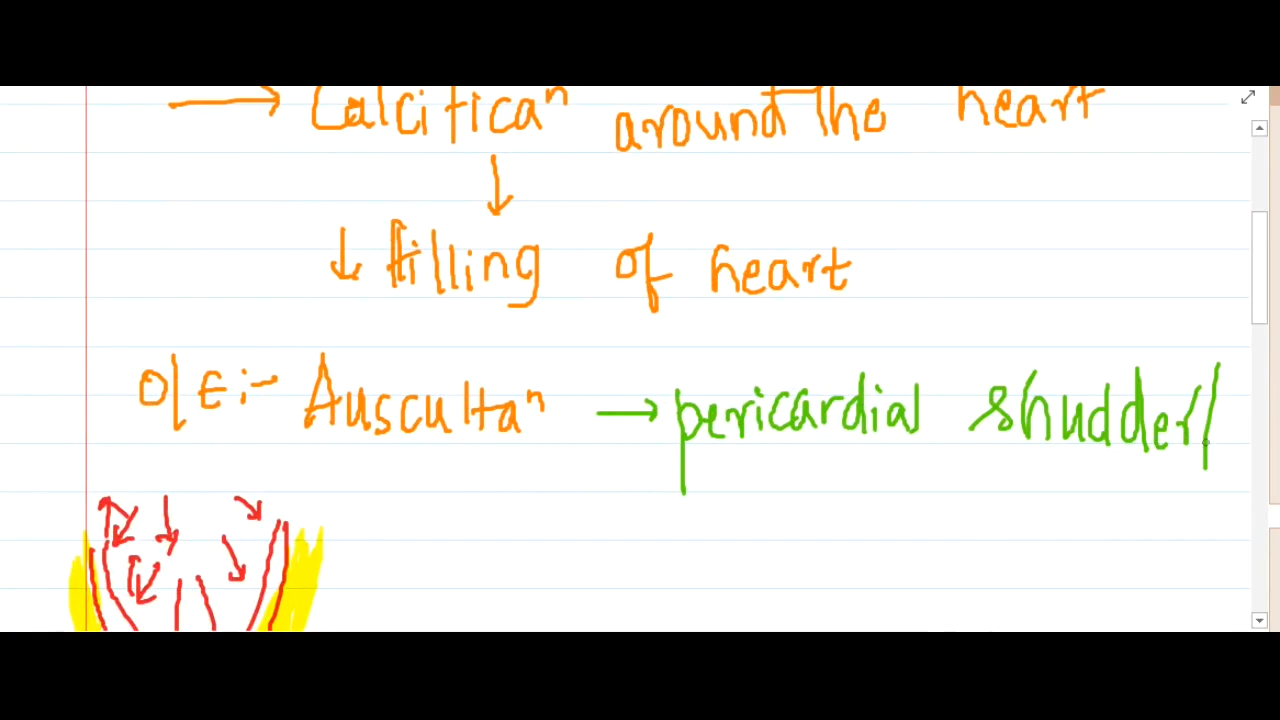 → Calcificaⁿ around the heart
↓
↓ filling of heart
O/E :- Auscultaⁿ → pericardial shudder/